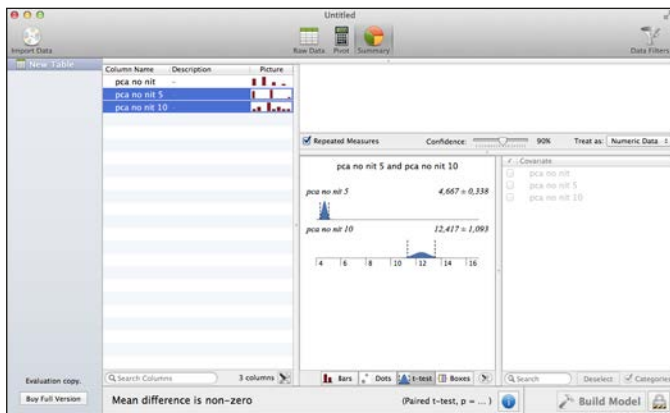 Untitled
Import Data
Raw Data Pivot Summary
Data Filters
New Table
Column Name Description Picture
pca no nit -
pca no nit 5 -
pca no nit 10 -
Repeated Measures Confidence: 90% Treat as: Numeric Data
pca no nit 5 and pca no nit 10
pca no nit 5 4,667 ± 0,338
pca no nit 10 12,417 ± 1,093
4 6 8 10 12 14 16
✓ Covariate
pca no nit
pca no nit 5
pca no nit 10
Evaluation copy.
Search Columns 3 columns
Bars Dots t-test Boxes
Search Deselect Categories
Buy Full Version
Mean difference is non-zero (Paired t-test, p = ... )
Build Model